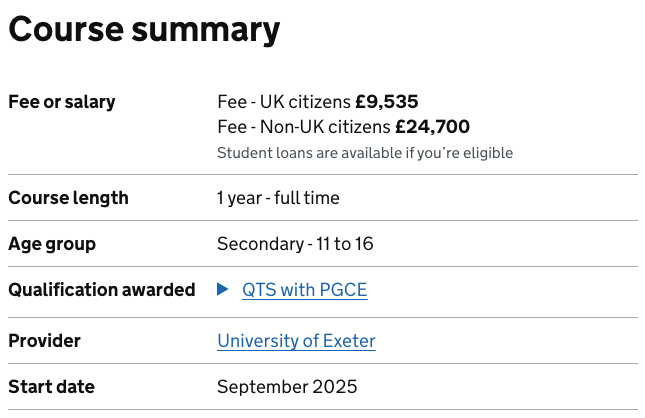 Course summary
Fee or salary
Fee - UK citizens £9,535
Fee - Non-UK citizens £24,700
Student loans are available if you’re eligible
Course length
1 year - full time
Age group
Secondary - 11 to 16
Qualification awarded
QTS with PGCE
Provider
University of Exeter
Start date
September 2025